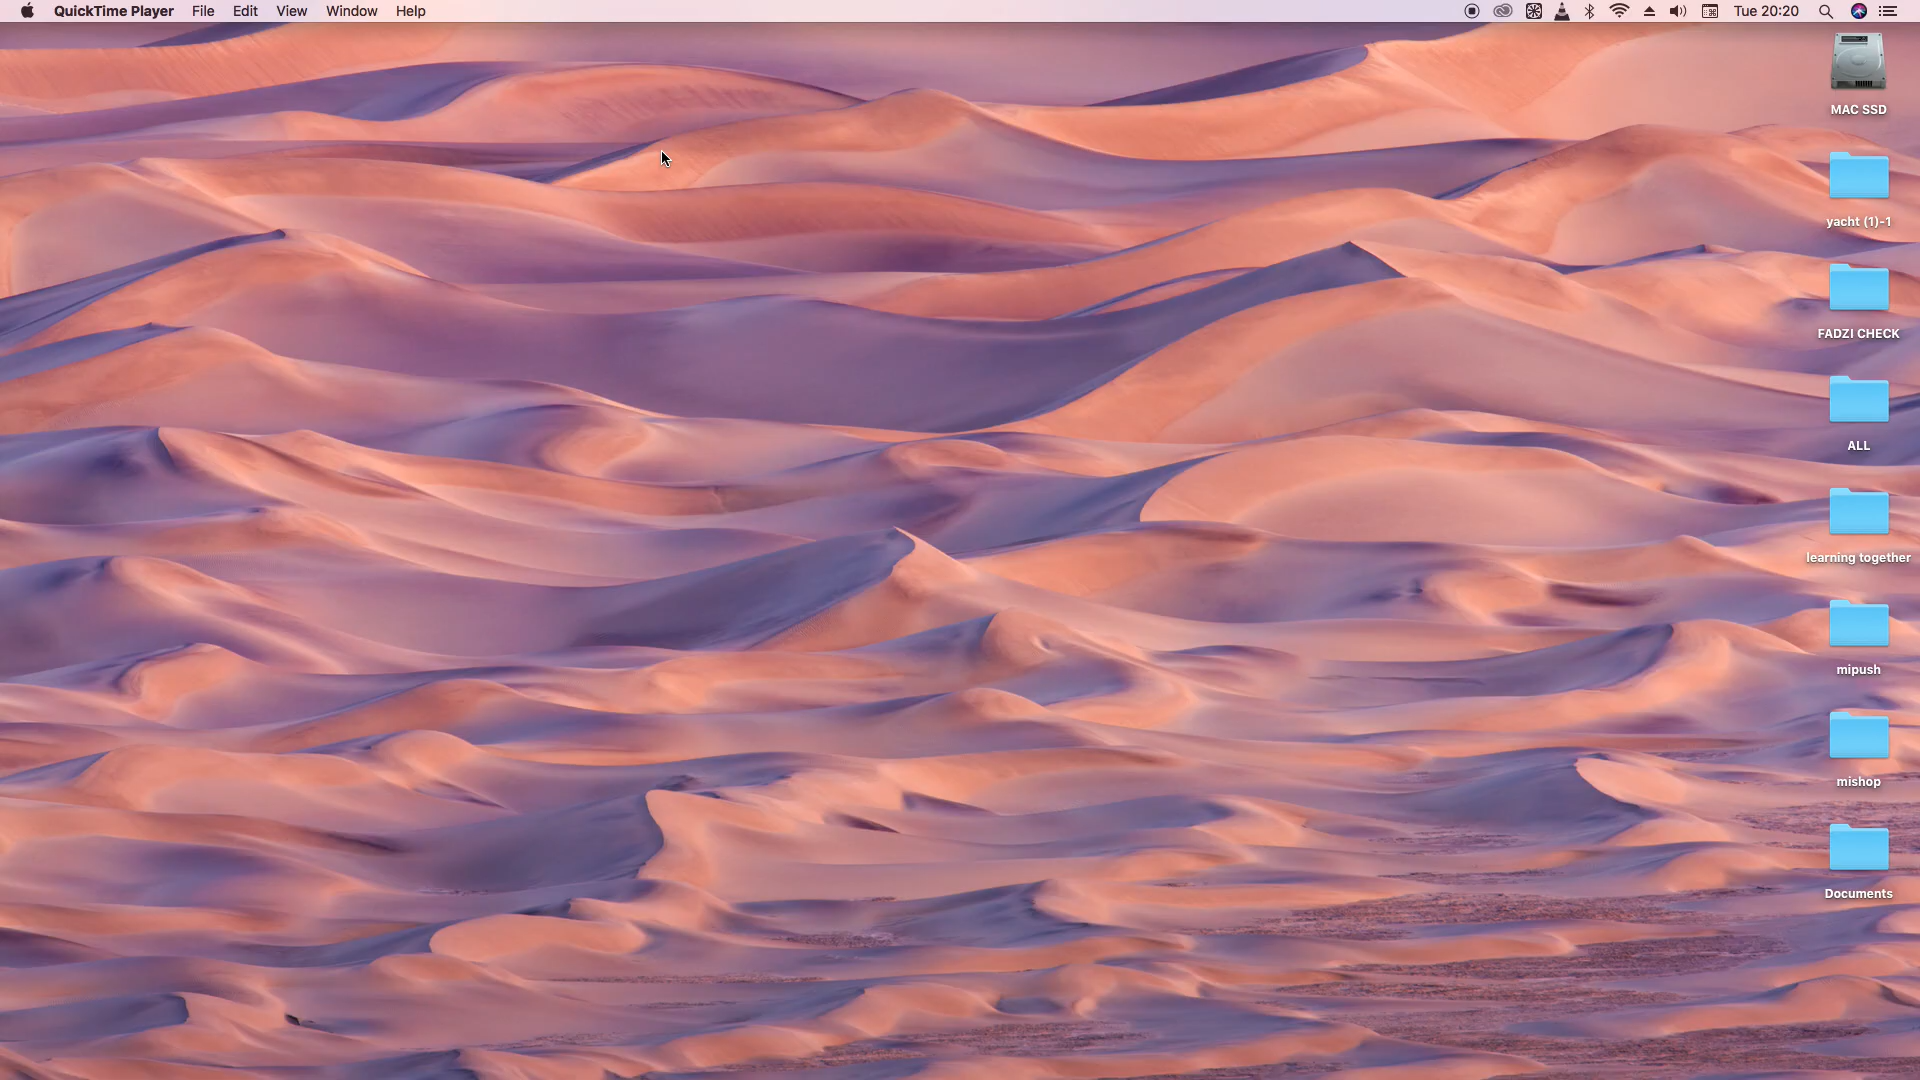 QuickTime Player File Edit View Window Help Tue 20:20
MAC SSD
yacht (1)-1
FADZI CHECK
ALL
learning together
mipush
mishop
Documents